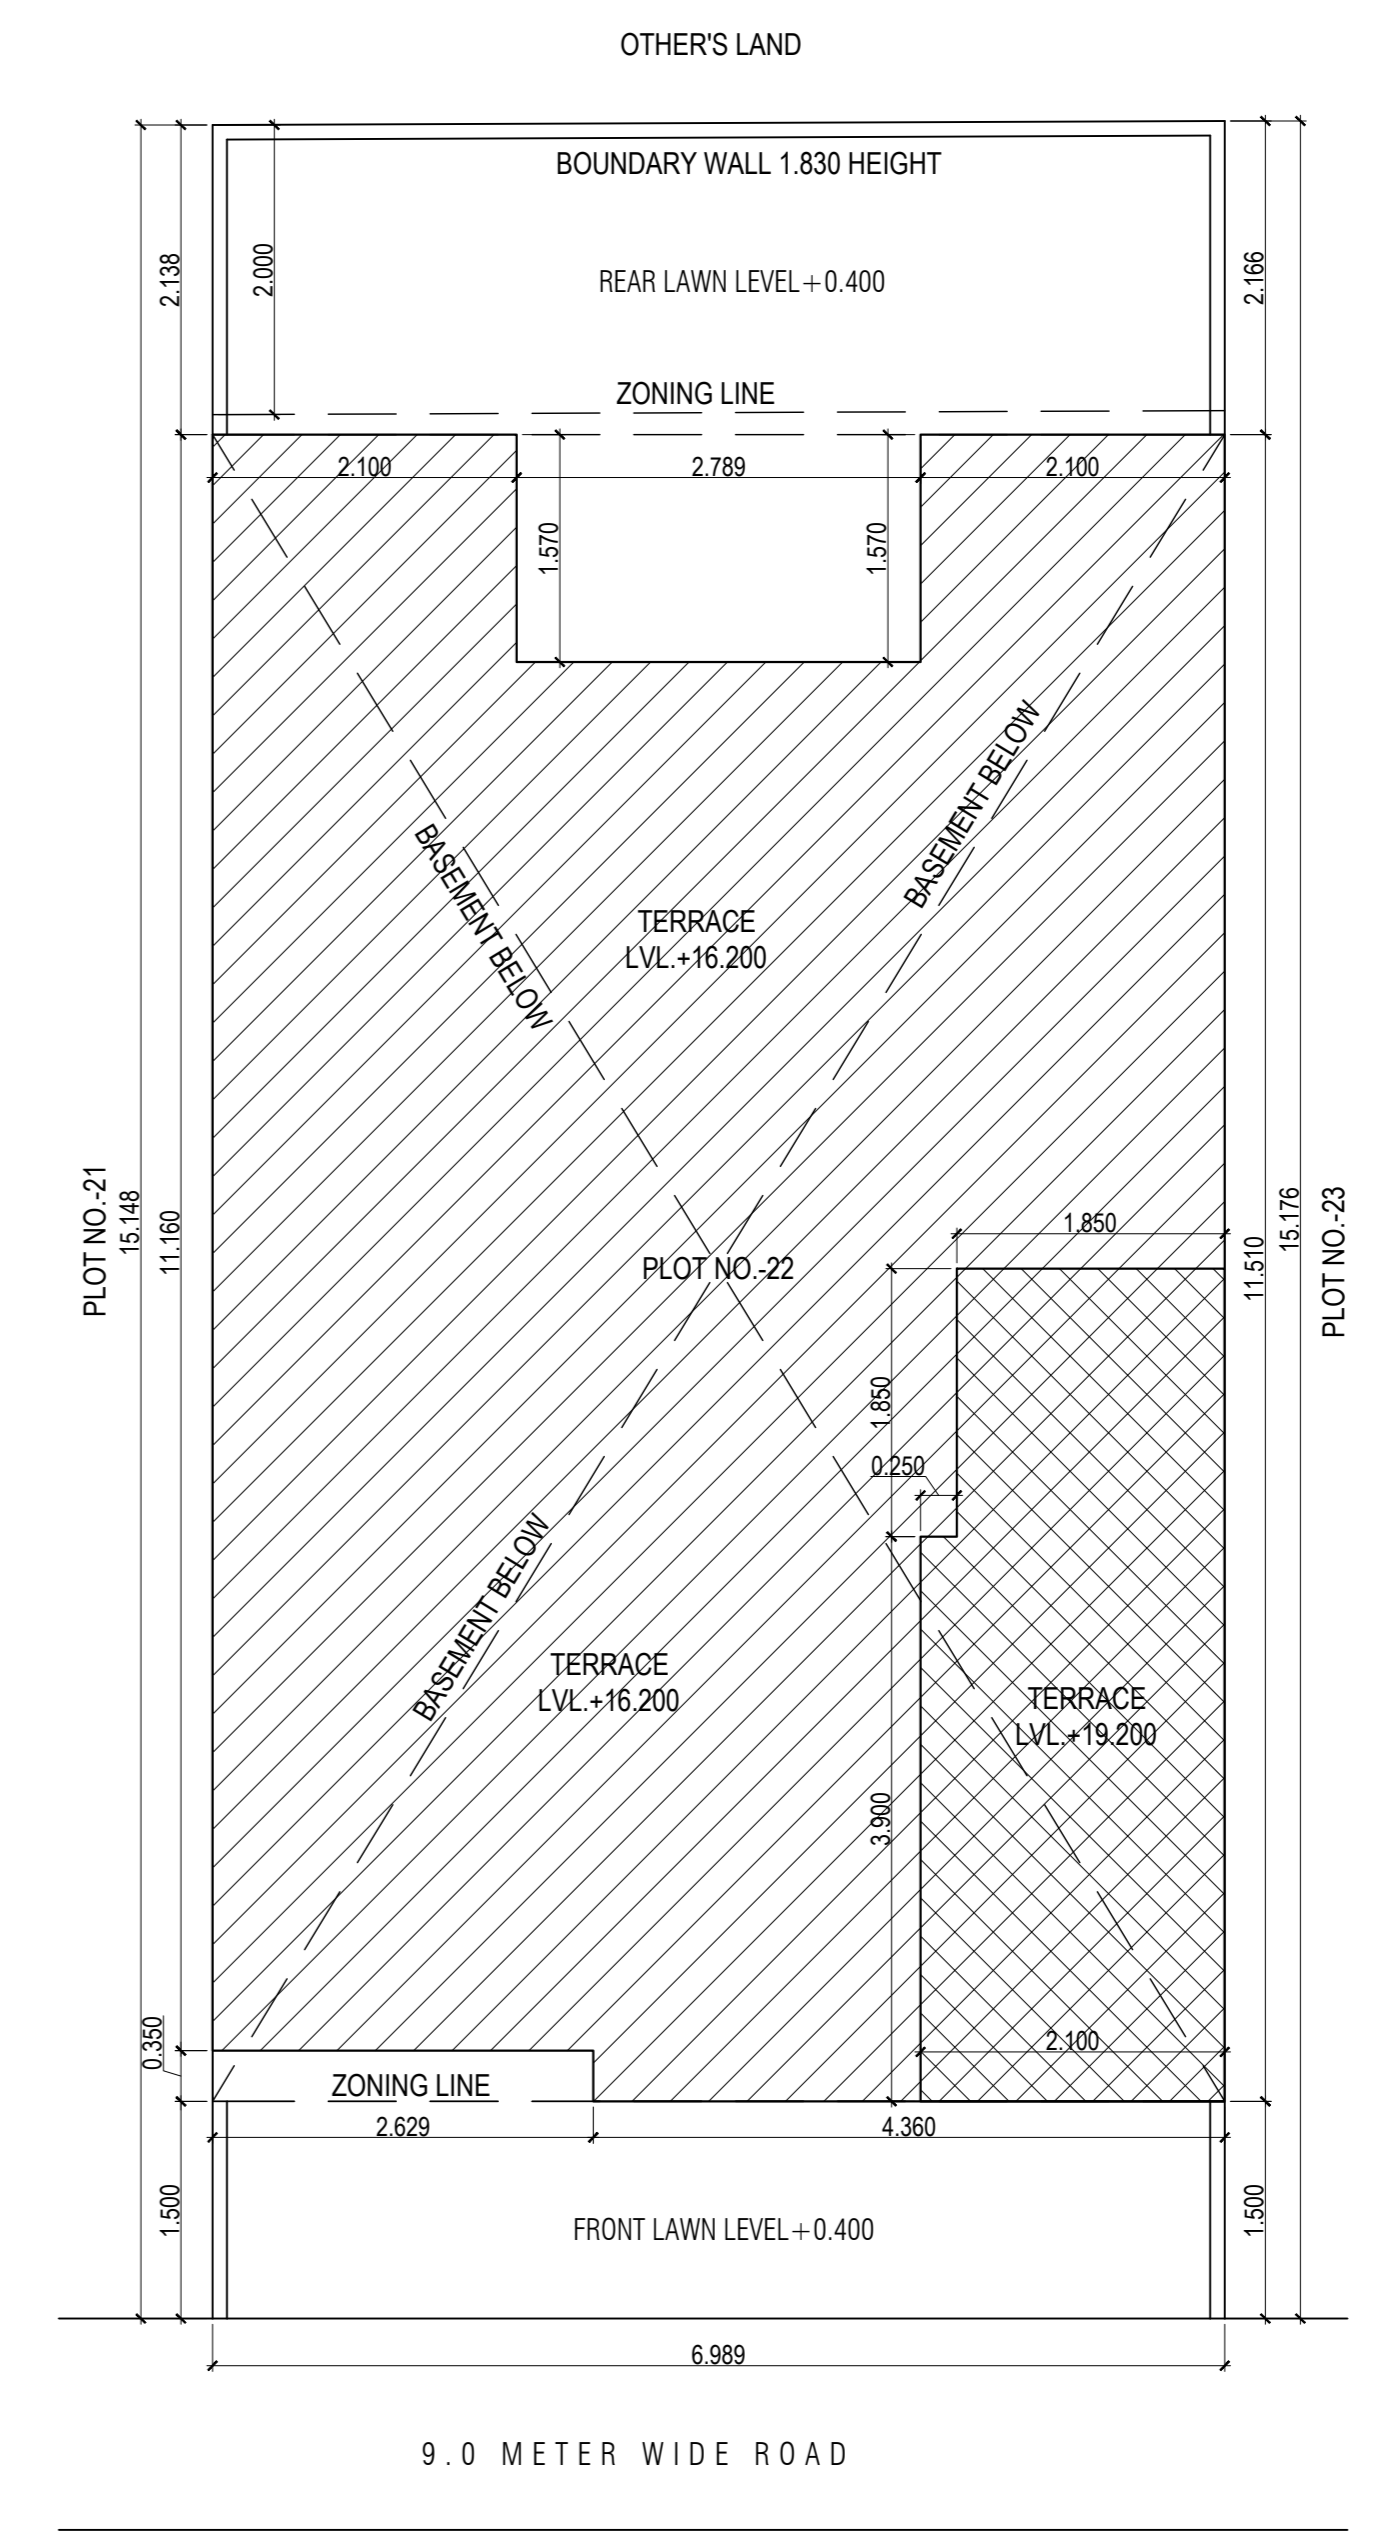 OTHER'S LAND
BOUNDARY WALL 1.830 HEIGHT
2.138
2.000
REAR LAWN LEVEL+0.400
2.166
ZONING LINE
2.100
2.789
2.100
1.570
1.570
BASEMENT BELOW
BASEMENT BELOW
TERRACE
LVL.+16.200
PLOT NO.-21
15.148
11.160
PLOT NO.-22
1.850
11.510
15.176
PLOT NO.-23
1.850
0.250
BASEMENT BELOW
TERRACE
LVL.+16.200
TERRACE
LVL.+19.200
3.900
0.350
2.100
ZONING LINE
2.629
4.360
1.500
FRONT LAWN LEVEL+0.400
1.500
6.989
9.0 METER WIDE ROAD